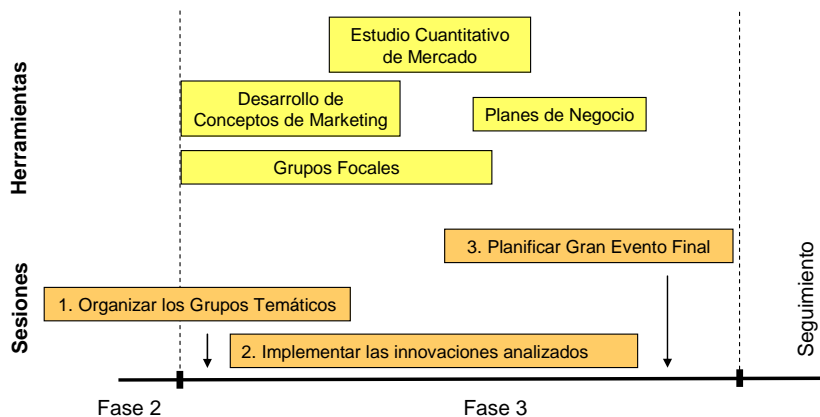 Herramientas
Estudio Cuantitativo
de Mercado
Desarrollo de
Conceptos de Marketing
Planes de Negocio
Grupos Focales
Sesiones
3. Planificar Gran Evento Final
1. Organizar los Grupos Temáticos
2. Implementar las innovaciones analizados
Seguimiento
Fase 2
Fase 3